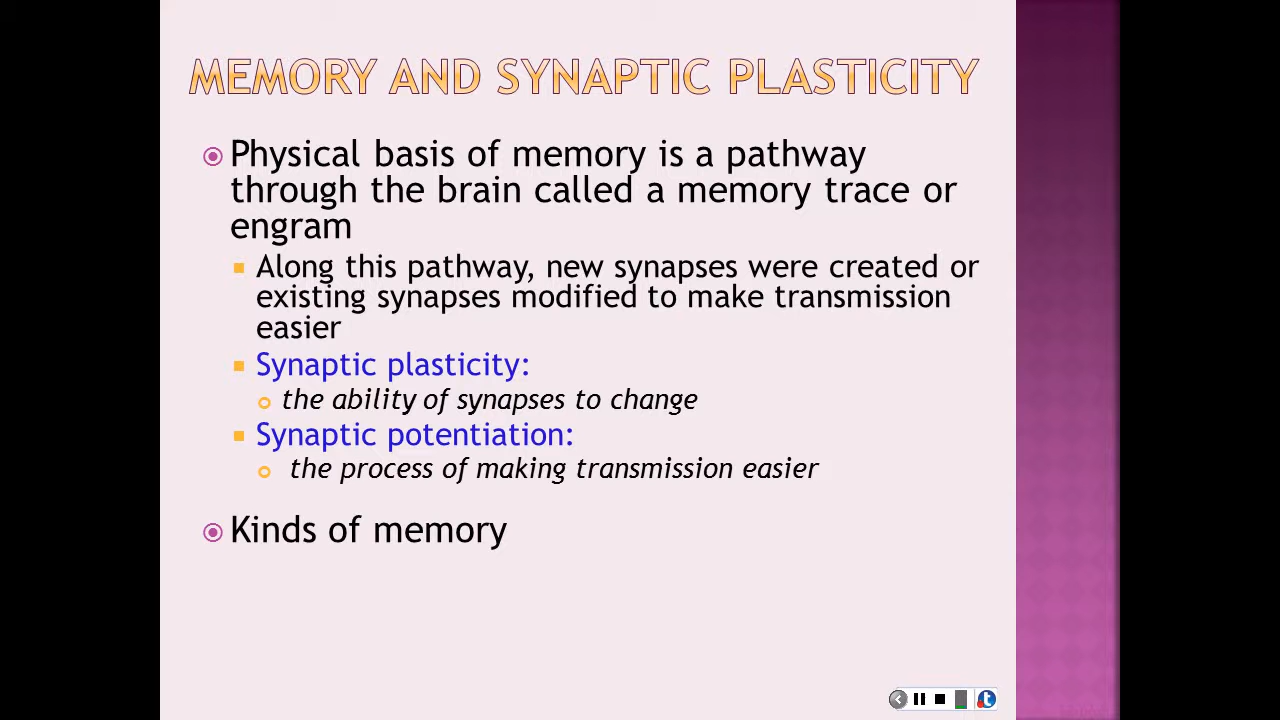 MEMORY AND SYNAPTIC PLASTICITY
Physical basis of memory is a pathway
through the brain called a memory trace or
engram
Along this pathway, new synapses were created or
existing synapses modified to make transmission
easier
Synaptic plasticity:
the ability of synapses to change
Synaptic potentiation:
the process of making transmission easier
Kinds of memory
t